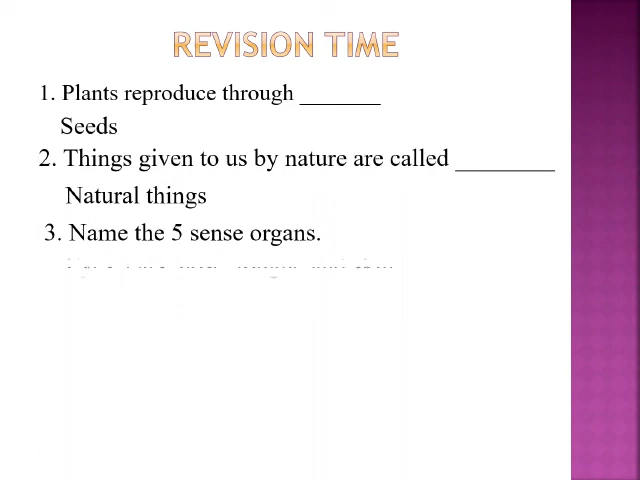 REVISION TIME
1. Plants reproduce through _______
Seeds
2. Things given to us by nature are called ________
Natural things
3. Name the 5 sense organs.